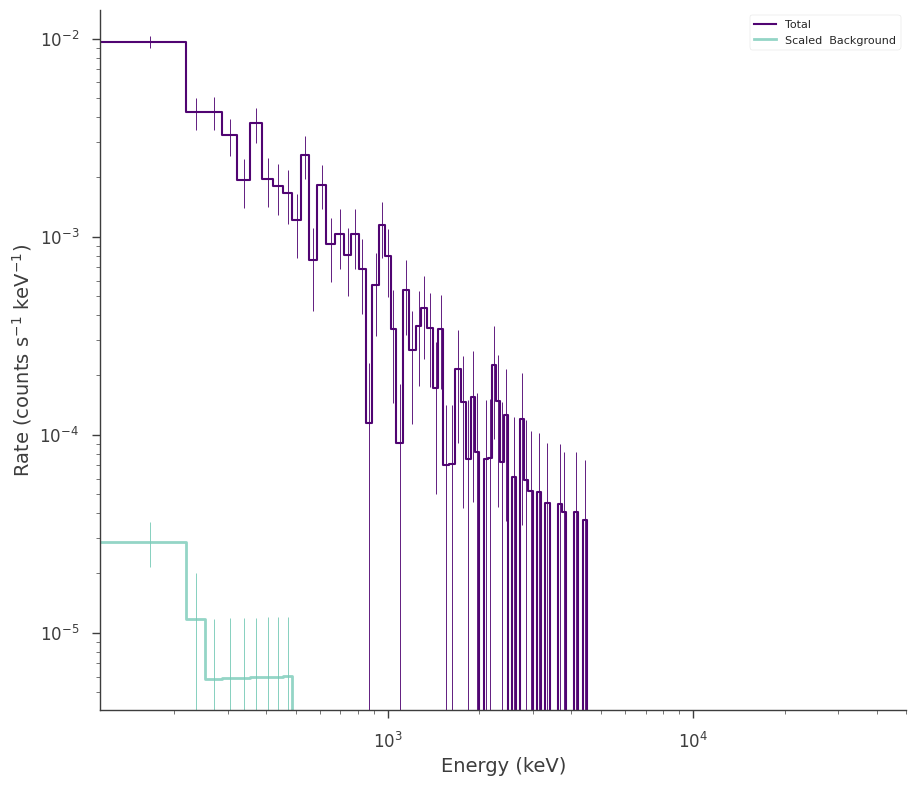 Total
Scaled  Background
10⁻²
10⁻³
10⁻⁴
10⁻⁵
Rate (counts s⁻¹ keV⁻¹)
10³
10⁴
Energy (keV)